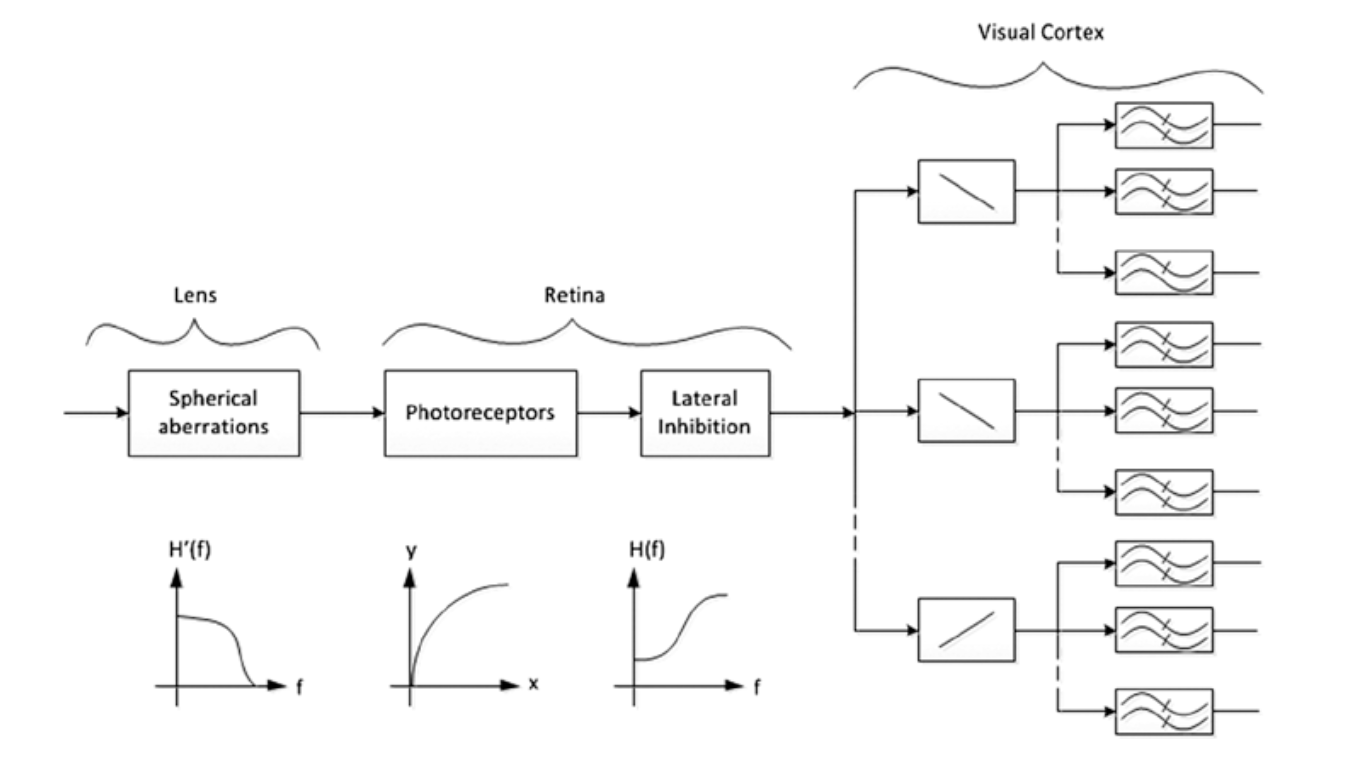 Visual Cortex
Lens
Retina
Spherical
aberrations
Photoreceptors
Lateral
Inhibition
H'(f)
f
y
x
H(f)
f